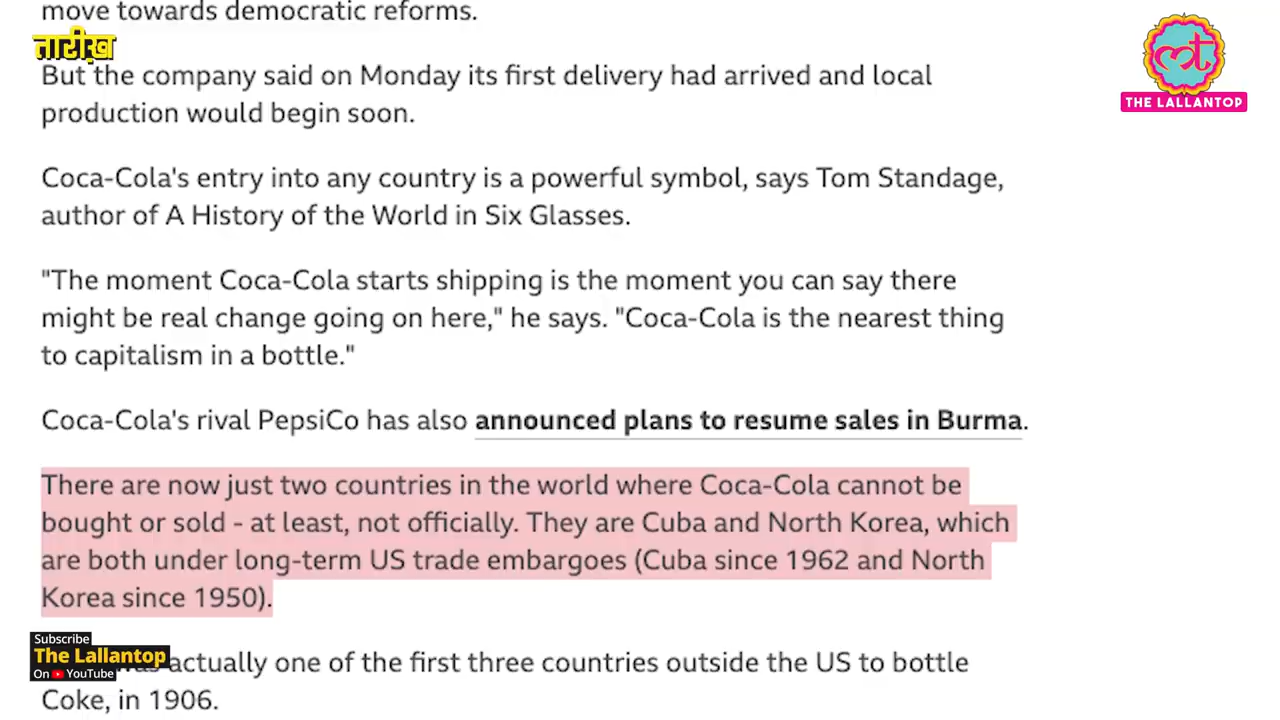 move towards democratic reforms.
तारीख़
But the company said on Monday its first delivery had arrived and local
production would begin soon.
लт
THE LALLANTOP
Coca-Cola's entry into any country is a powerful symbol, says Tom Standage,
author of A History of the World in Six Glasses.
"The moment Coca-Cola starts shipping is the moment you can say there
might be real change going on here," he says. "Coca-Cola is the nearest thing
to capitalism in a bottle."
Coca-Cola's rival PepsiCo has also announced plans to resume sales in Burma.
There are now just two countries in the world where Coca-Cola cannot be
bought or sold - at least, not officially. They are Cuba and North Korea, which
are both under long-term US trade embargoes (Cuba since 1962 and North
Korea since 1950).
actually one of the first three countries outside the US to bottle
Coke, in 1906.
Subscribe
The Lallantop
On YouTube